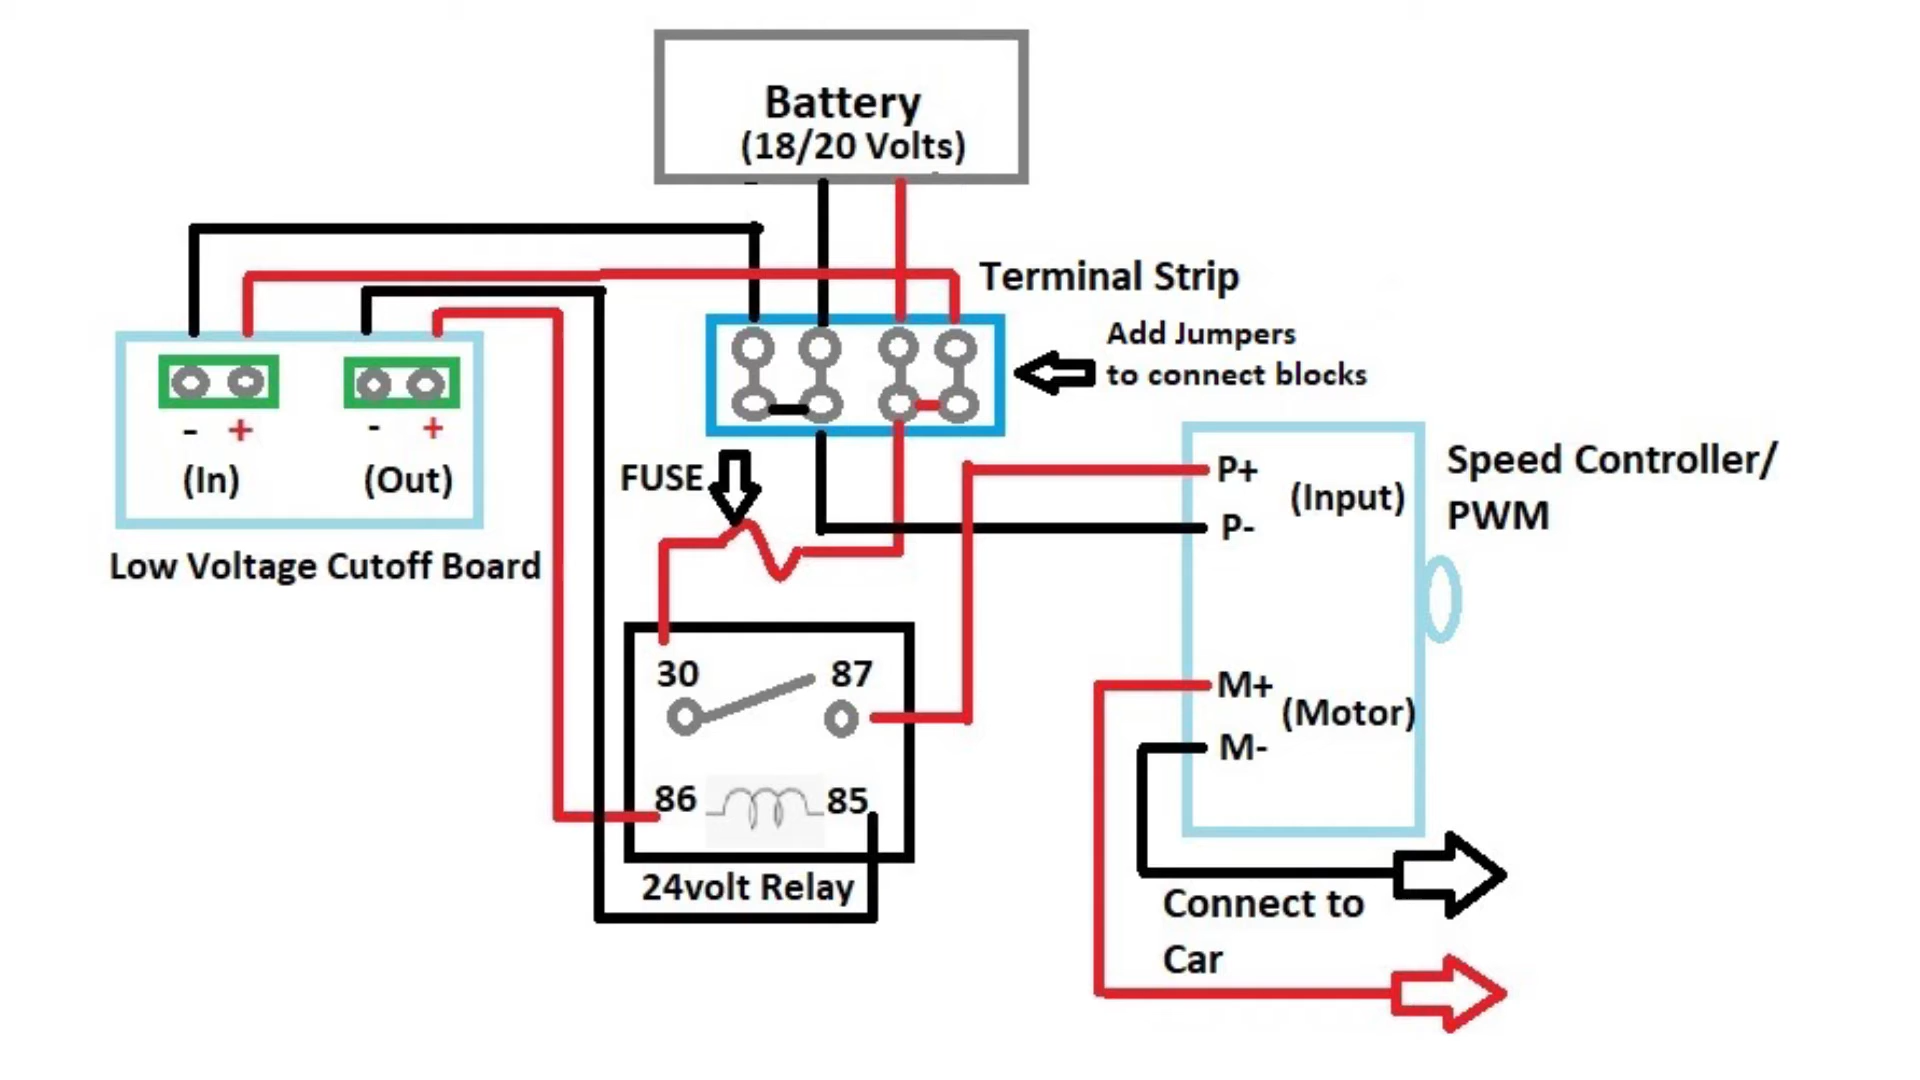 Battery
(18/20 Volts)
Terminal Strip
Add Jumpers
to connect blocks
- +
(In)
- +
(Out)
Low Voltage Cutoff Board
FUSE
P+
(Input)
P-
Speed Controller/
PWM
30
87
86
85
24volt Relay
M+
(Motor)
M-
Connect to
Car